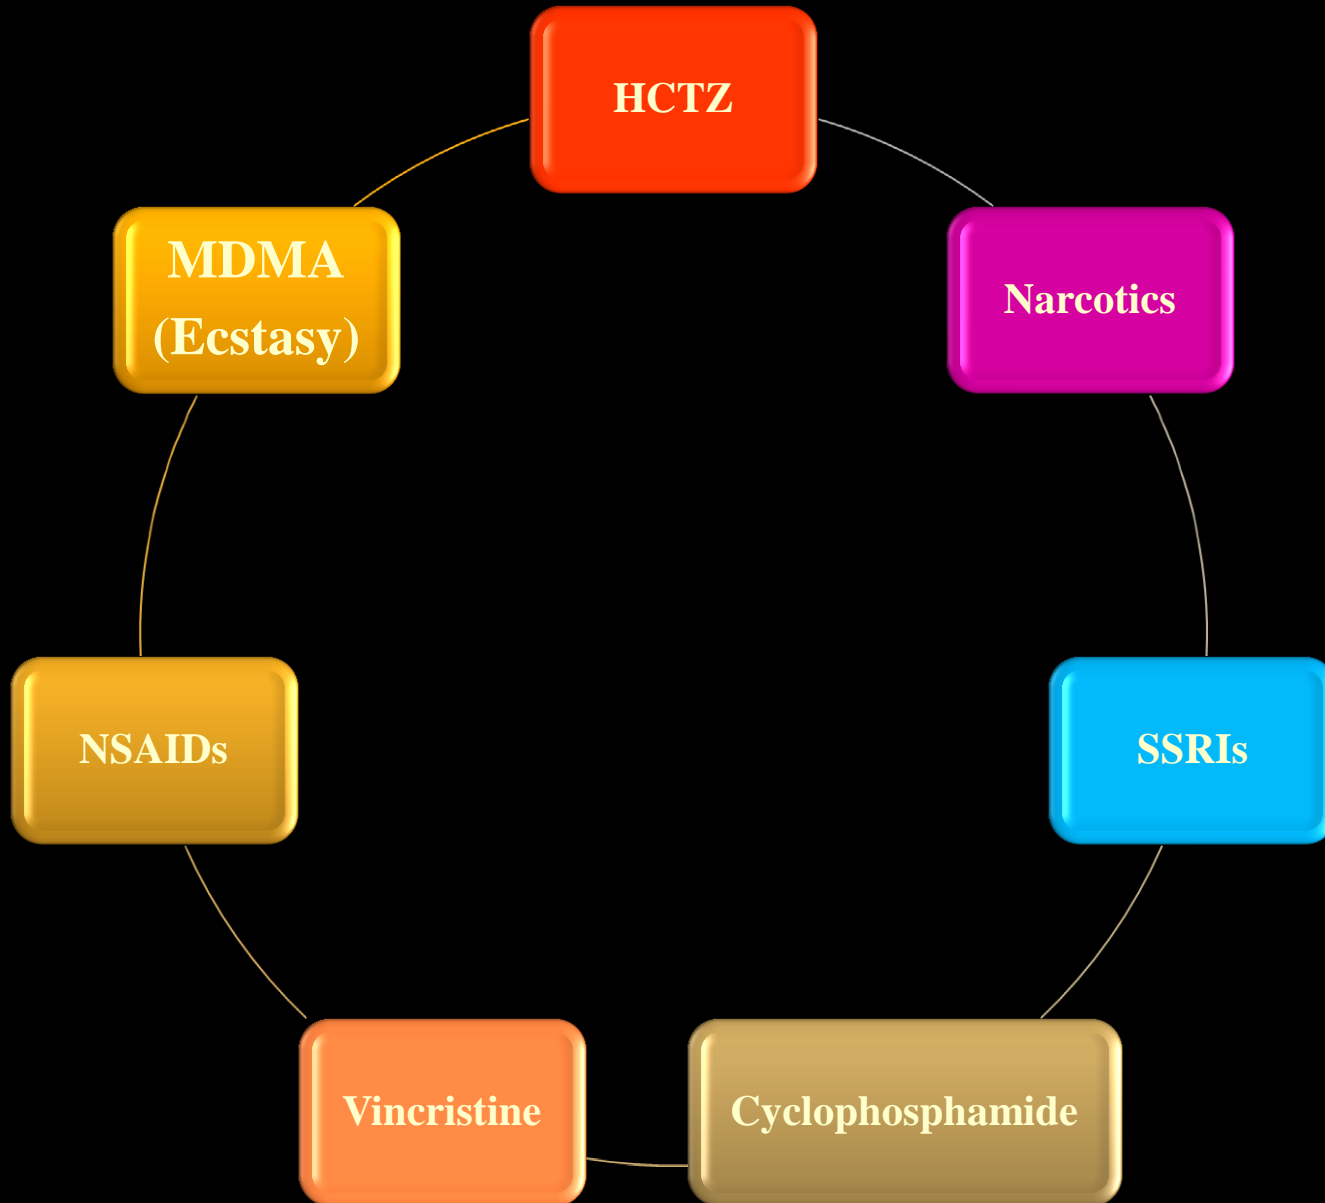 HCTZ
MDMA
(Ecstasy)
Narcotics
NSAIDs
SSRIs
Vincristine
Cyclophosphamide